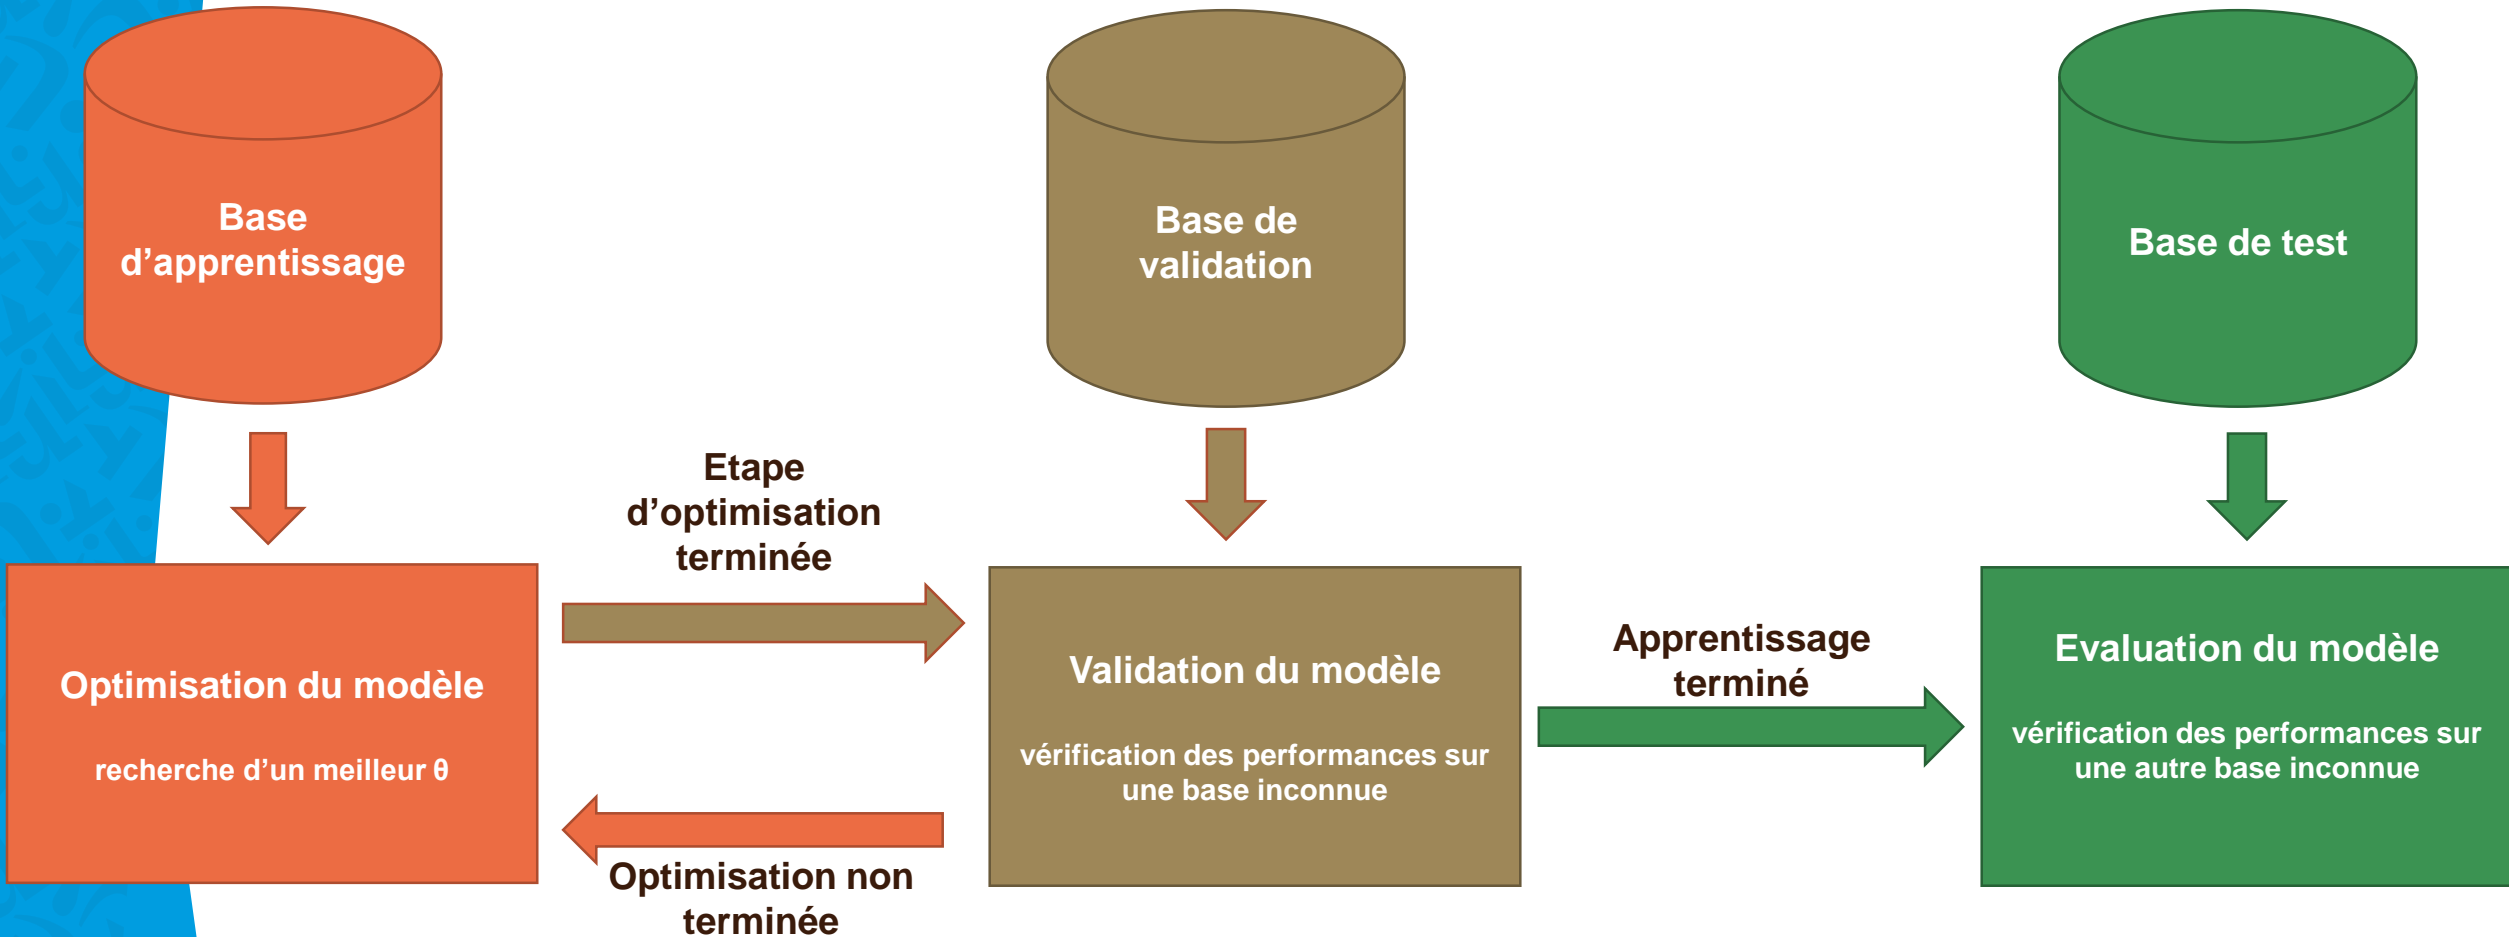 Base
d’apprentissage
Base de
validation
Base de test
Etape
d’optimisation
terminée
Optimisation du modèle
recherche d’un meilleur θ
Optimisation non
terminée
Validation du modèle
vérification des performances sur
une base inconnue
Apprentissage
terminé
Evaluation du modèle
vérification des performances sur
une autre base inconnue